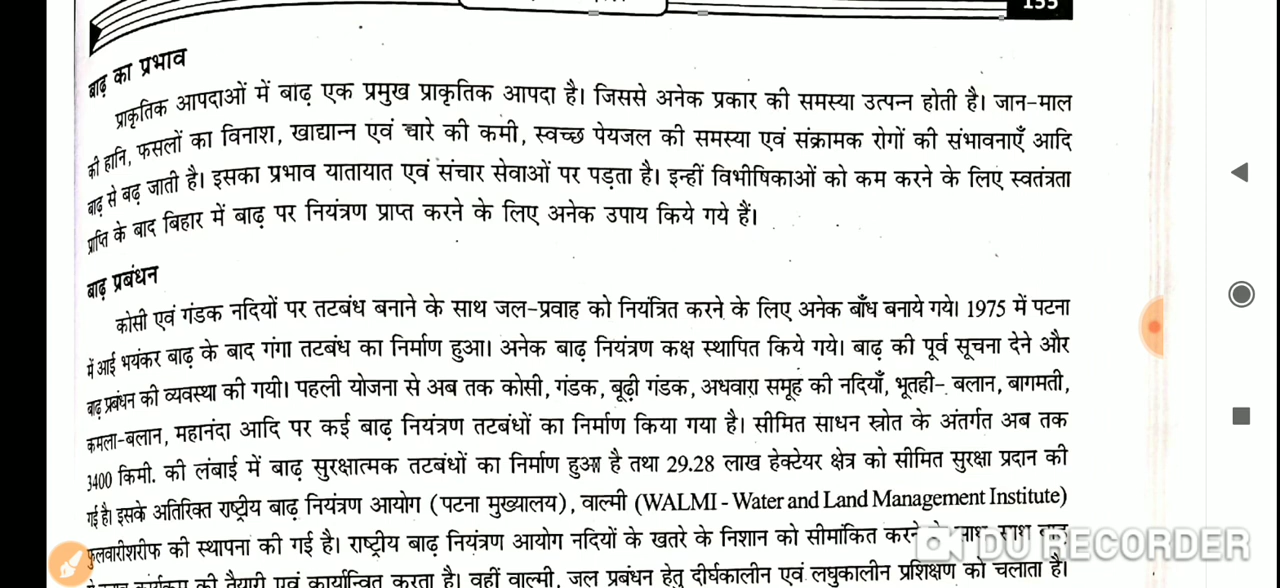 155
बाढ़ का प्रभाव
प्राकृतिक आपदाओं में बाढ़ एक प्रमुख प्राकृतिक आपदा है। जिससे अनेक प्रकार की समस्या उत्पन्न होती है। जान-माल
की हानि, फसलों का विनाश, खाद्यान्न एवं चारे की कमी, स्वच्छ पेयजल की समस्या एवं संक्रामक रोगों की संभावनाएँ आदि
बाढ़ से बढ़ जाती है। इसका प्रभाव यातायात एवं संचार सेवाओं पर पड़ता है। इन्हीं विभीषिकाओं को कम करने के लिए स्वतंत्रता
प्राप्ति के बाद बिहार में बाढ़ पर नियंत्रण प्राप्त करने के लिए अनेक उपाय किये गये हैं।
बाढ़ प्रबंधन
कोसी एवं गंडक नदियों पर तटबंध बनाने के साथ जल-प्रवाह को नियंत्रित करने के लिए अनेक बाँध बनाये गये। 1975 में पटना
में आई भयंकर बाढ़ के बाद गंगा तटबंध का निर्माण हुआ। अनेक बाढ़ नियंत्रण कक्ष स्थापित किये गये। बाढ़ की पूर्व सूचना देने और
बाढ़ प्रबंधन की व्यवस्था की गयी। पहली योजना से अब तक कोसी, गंडक, बूढ़ी गंडक, अधवारा समूह की नदियाँ, भूतही- बलान, बागमती,
कमला-बलान, महानंदा आदि पर कई बाढ़ नियंत्रण तटबंधों का निर्माण किया गया है। सीमित साधन स्रोत के अंतर्गत अब तक
3400 किमी. की लंबाई में बाढ़ सुरक्षात्मक तटबंधों का निर्माण हुआ है तथा 29.28 लाख हेक्टेयर क्षेत्र को सीमित सुरक्षा प्रदान की
गई है। इसके अतिरिक्त राष्ट्रीय बाढ़ नियंत्रण आयोग (पटना मुख्यालय), वाल्मी (WALMI - Water and Land Management Institute)
फुलवारीशरीफ की स्थापना की गई है। राष्ट्रीय बाढ़ नियंत्रण आयोग नदियों के खतरे के निशान को सीमांकित करने
कार्यक्रम की तैयारी एवं कार्यान्वित करता है। वहीं वाल्मी, जल प्रबंधन हेतु दीर्घकालीन एवं लघुकालीन प्रशिक्षण को चलाता है।
DU RECORDER